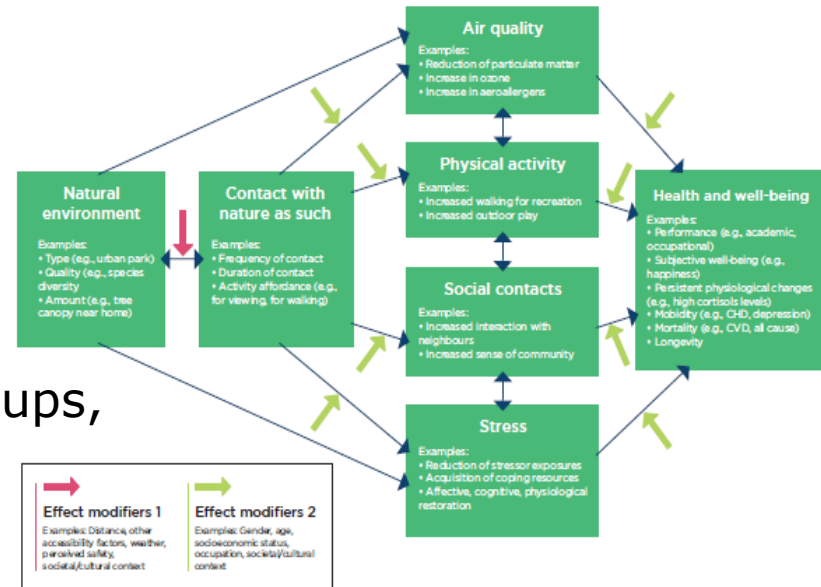 Air quality
Examples:
• Reduction of particulate matter
• Increase in ozone
• Increase in aeroallergens
Natural
environment
Examples:
• Type (e.g., urban park)
• Quality (e.g., species
diversity
• Amount (e.g., tree
canopy near home)
Contact with
nature as such
Examples:
• Frequency of contact
• Duration of contact
• Activity affordance (e.g.,
for viewing, for walking)
Physical activity
Examples:
• Increased walking for recreation
• Increased outdoor play
Social contacts
Examples:
• Increased interaction with
neighbours
• Increased sense of community
Stress
Examples:
• Reduction of stressor exposures
• Acquisition of coping resources
• Affective, cognitive, physiological
restoration
Health and well-being
Examples:
• Performance (e.g., academic,
occupational)
• Subjective well-being (e.g.,
happiness)
• Persistent physiological changes
(e.g., high cortisols levels)
• Mobidity (e.g., CHD, depression)
• Mortality (e.g., CVD, all cause)
• Longevity
ups,
Effect modifiers 1
Examples: Distance, other
accessibility factors, weather,
perceived safety,
societal/cultural context
Effect modifiers 2
Examples: Gender, age,
socioeconomic status,
occupation, societal/cultural
context